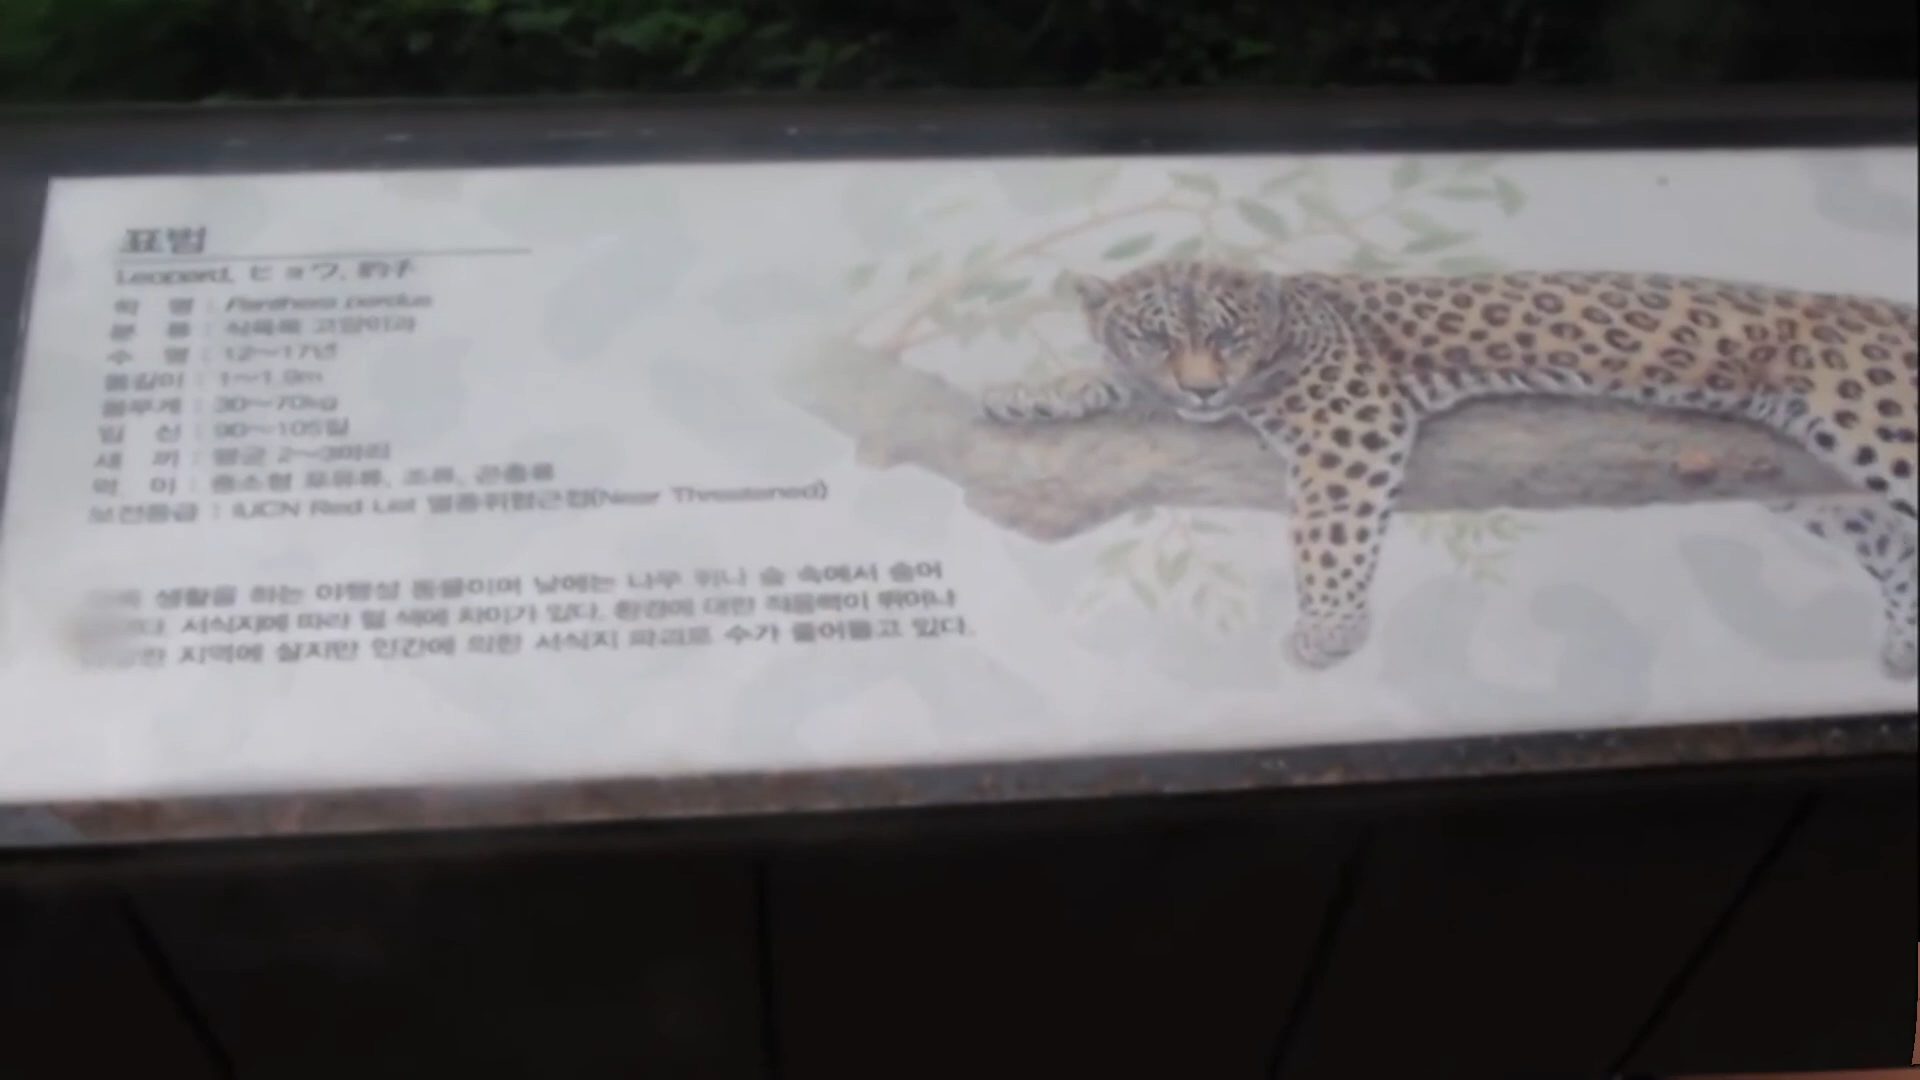 표범
Leopard, ヒョウ, 豹子
학 명 : Panthera pardus
분 류 : 식육목 고양이과
수 명 : 12~17년
몸길이 : 1~1.9m
몸무게 : 30~70kg
임 신 : 90~105일
새 끼 : 평균 2~3마리
먹 이 : 중소형 포유류, 조류, 곤충류
보전등급 : IUCN Red List 멸종위협근접(Near Threatened)
생활을 하는 야행성 동물이며 낮에는 나무 위나 숲 속에서 숨어
서식지에 따라 털 색에 차이가 있다. 환경에 대한 적응력이 뛰어나
지역에 살지만 인간에 의한 서식지 파괴로 수가 줄어들고 있다.